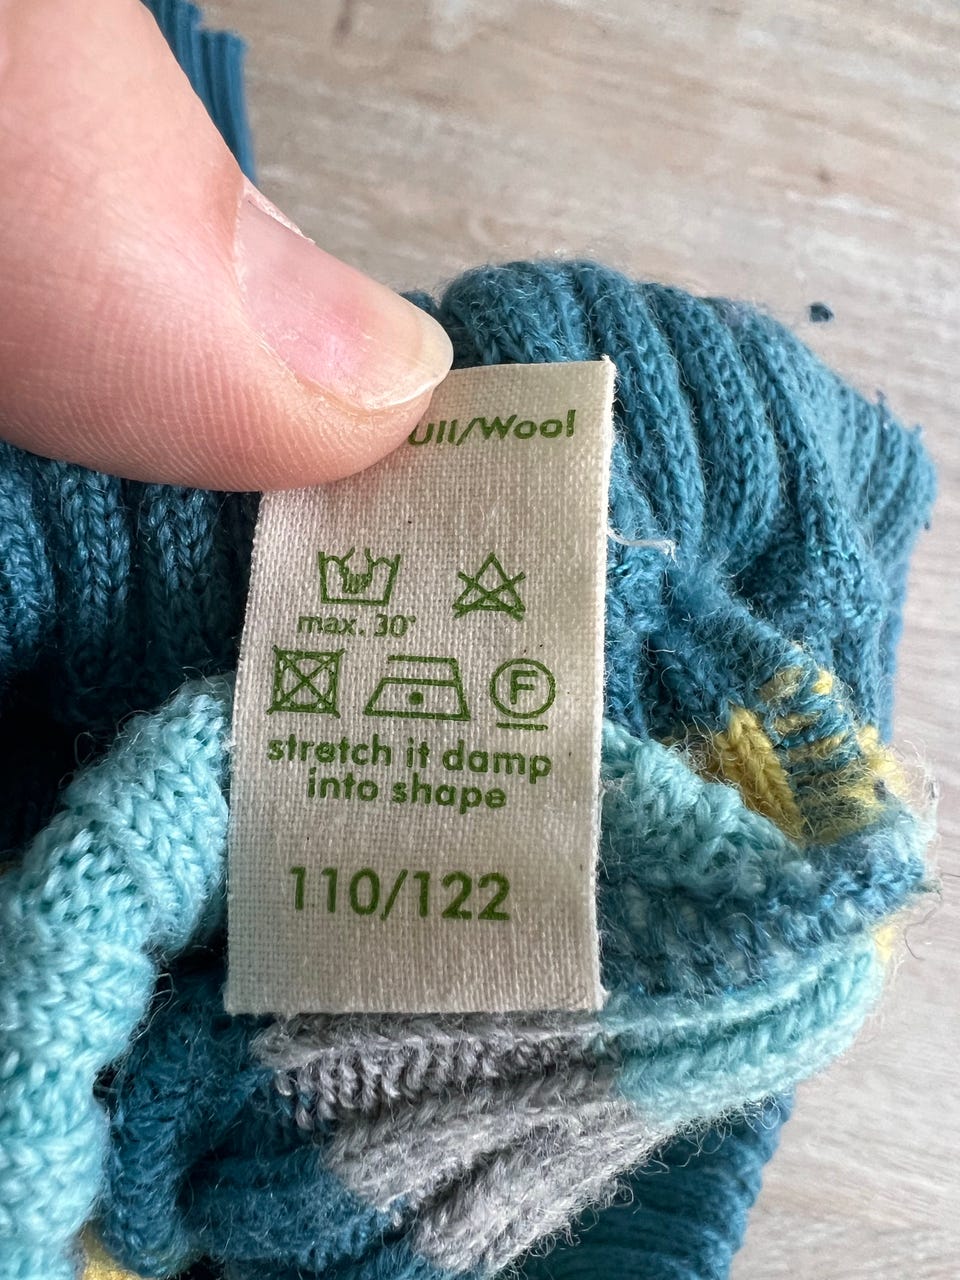 ull/Wool
max. 30°
F
stretch it damp
into shape
110/122